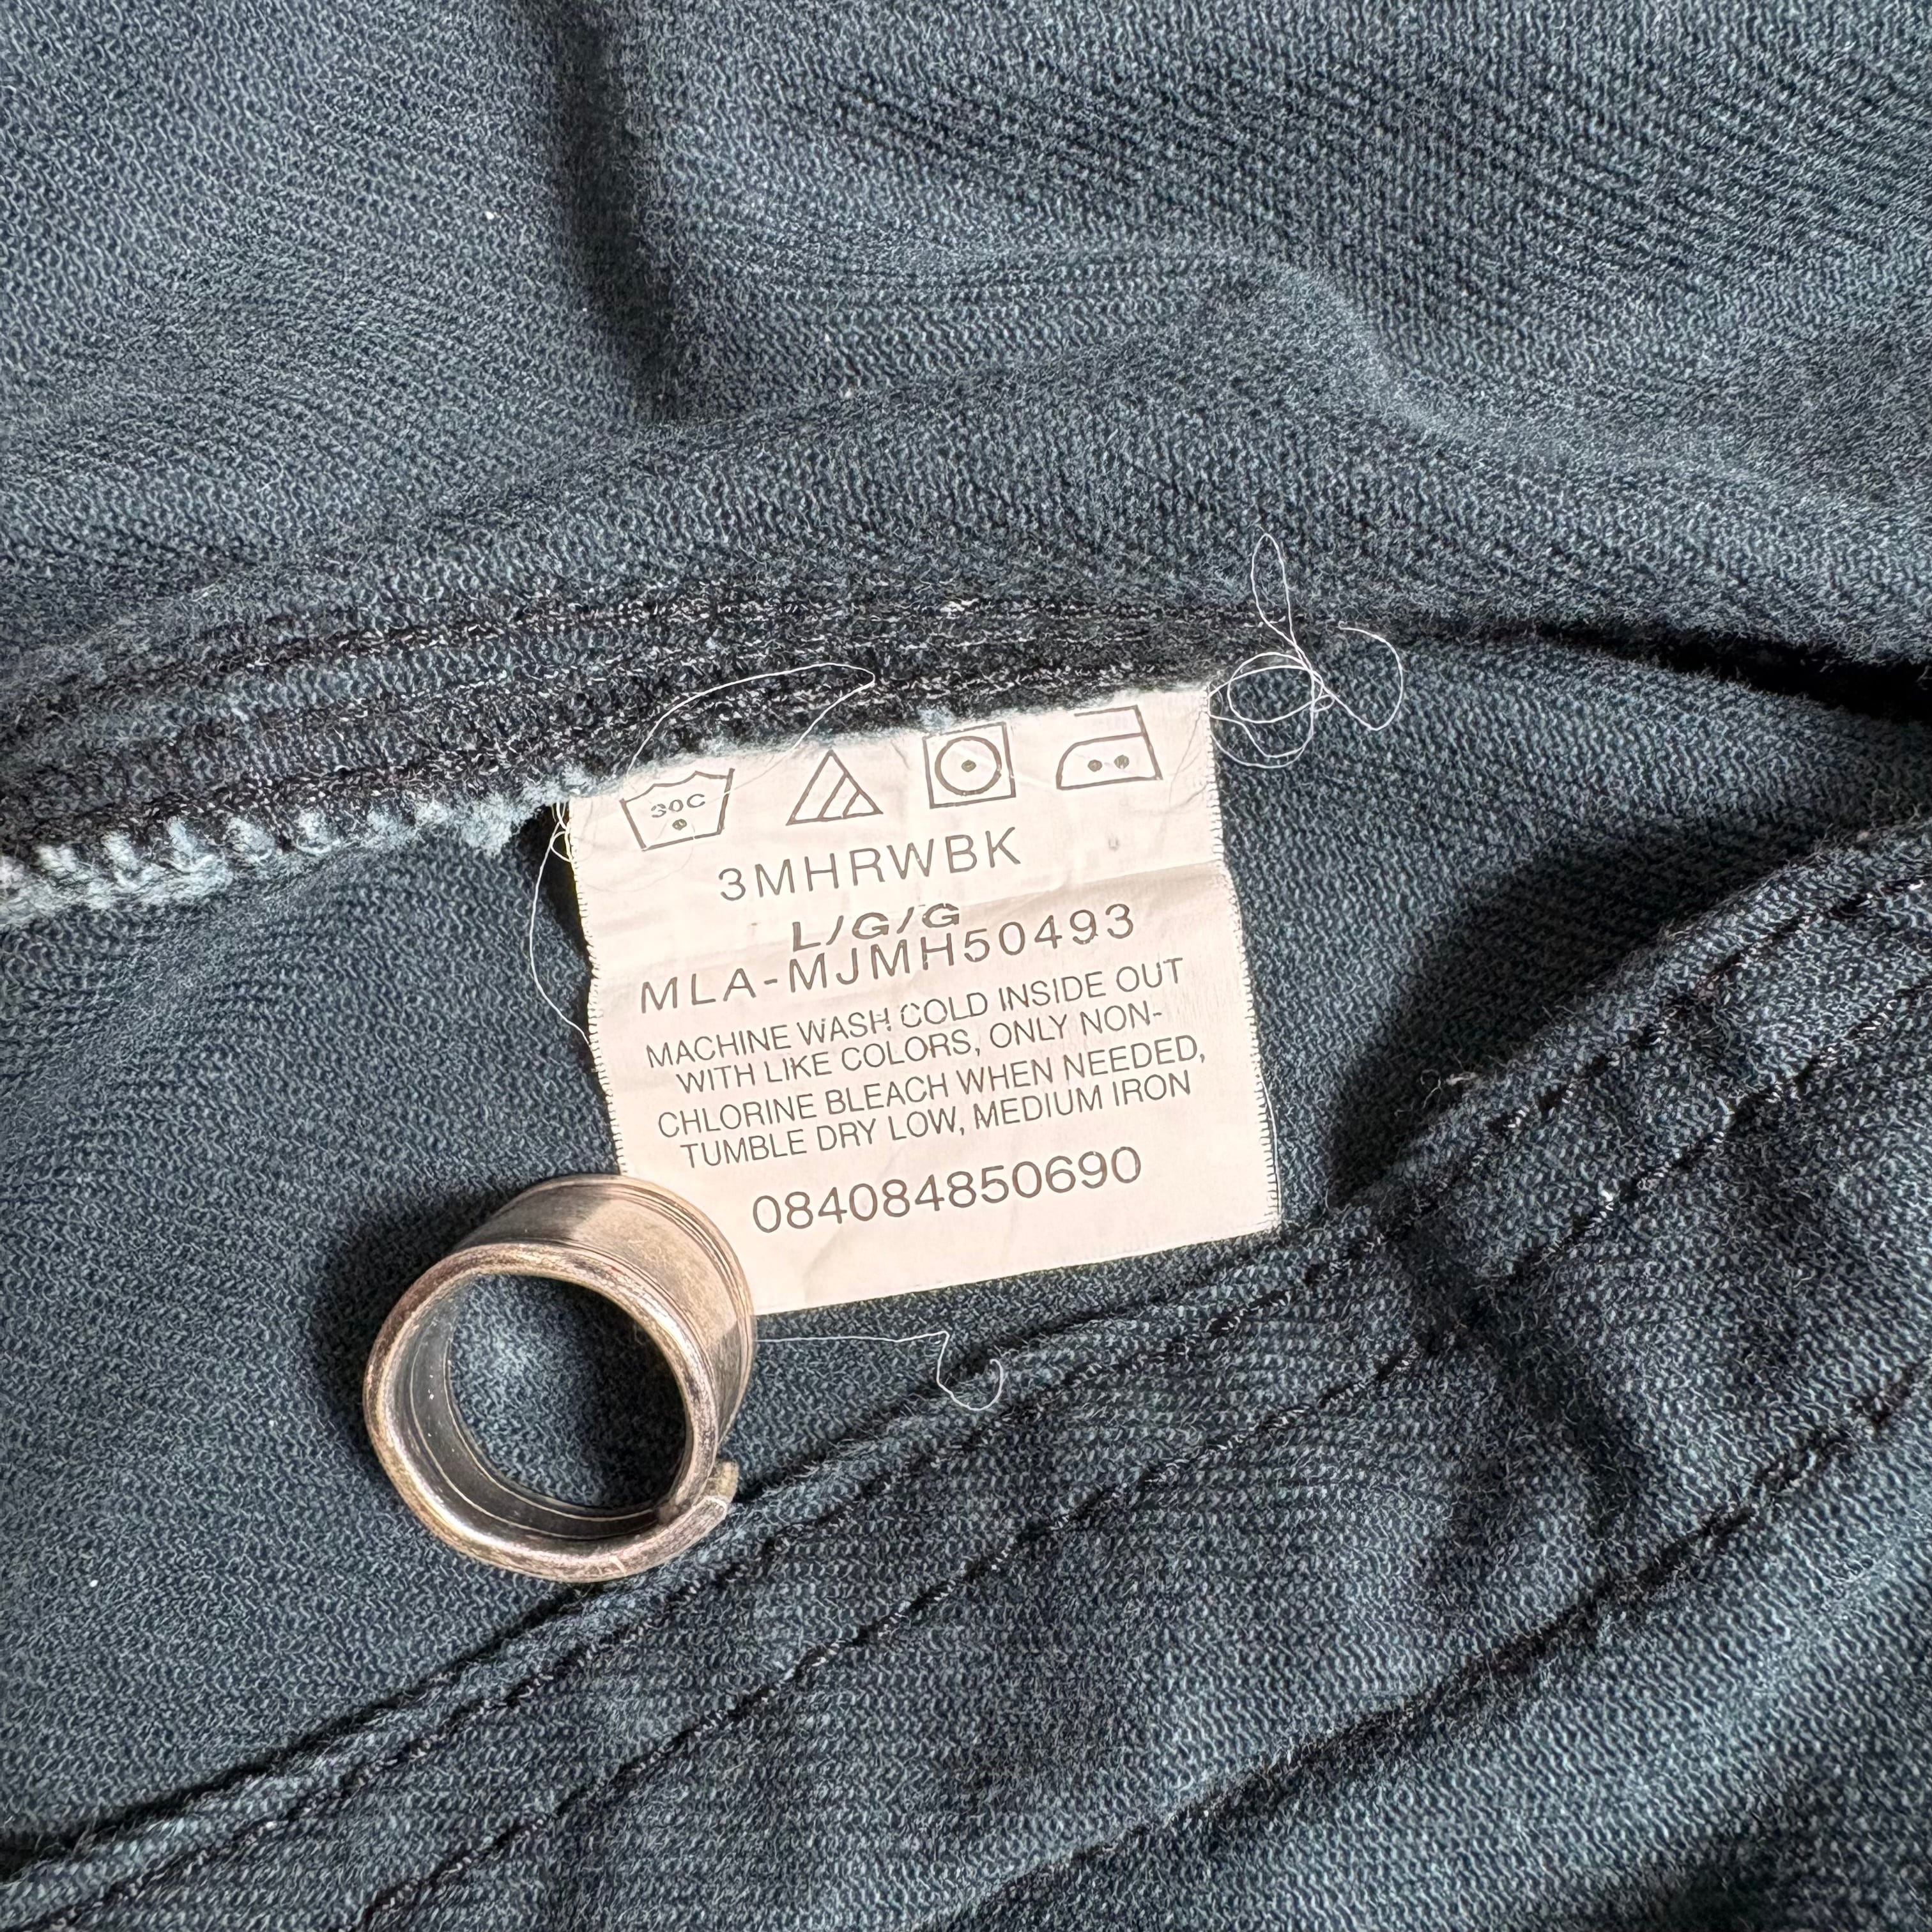 30C
3MHRWBK
L/G/G
MLA-MJMH50493
MACHINE WASH COLD INSIDE OUT
WITH LIKE COLORS, ONLY NON-
CHLORINE BLEACH WHEN NEEDED,
TUMBLE DRY LOW, MEDIUM IRON
084084850690